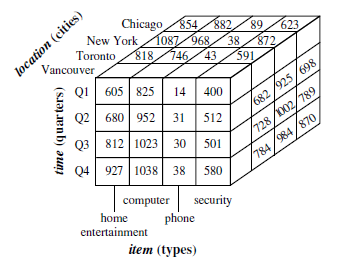 location (cities)
Chicago 854 882 89 623
New York 1087 968 38 872
Toronto 818 746 43 591
Vancouver
time (quarters)
Q1 605 825 14 400
Q2 680 952 31 512
Q3 812 1023 30 501
Q4 927 1038 38 580
682 925 698
728 1002 789
784 984 870
computer security
home phone
entertainment
item (types)